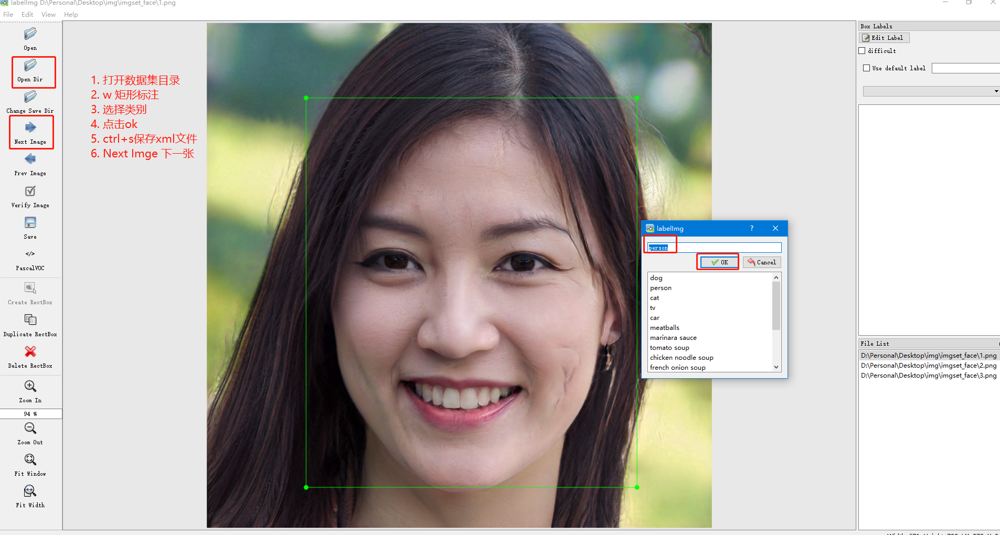 labelImg D:\Personal\Desktop\img\imgset_face\1.png
File Edit View Help
Open
Open Dir
Change Save Dir
Next Image
Prev Image
Verify Image
Save
</>
PascalVOC
Create RectBox
Duplicate RectBox
Delete RectBox
Zoom In
94 %
Zoom Out
Fit Window
Fit Width
1. 打开数据集目录
2. w 矩形标注
3. 选择类别
4. 点击ok
5. ctrl+s保存xml文件
6. Next Imge 下一张
labelImg ?
person
OK Cancel
dog
person
cat
tv
car
meatballs
marinara sauce
tomato soup
chicken noodle soup
french onion soup
Box Labels
Edit Label
difficult
Use default label
File List
D:\Personal\Desktop\img\imgset_face\1.png
D:\Personal\Desktop\img\imgset_face\2.png
D:\Personal\Desktop\img\imgset_face\3.png